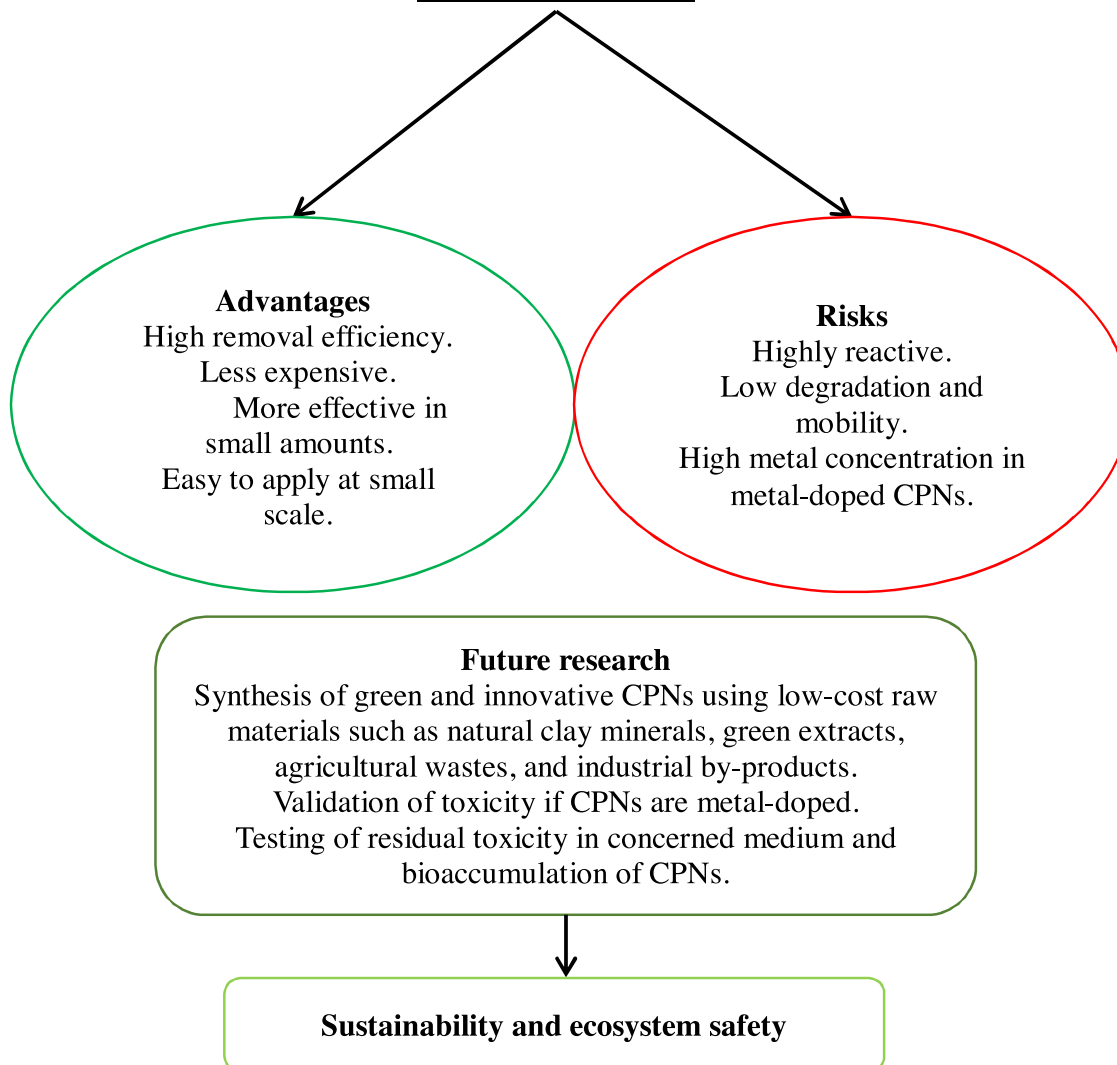 Advantages
High removal efficiency.
Less expensive.
More effective in
small amounts.
Easy to apply at small
scale.
Risks
Highly reactive.
Low degradation and
mobility.
High metal concentration in
metal-doped CPNs.
Future research
Synthesis of green and innovative CPNs using low-cost raw
materials such as natural clay minerals, green extracts,
agricultural wastes, and industrial by-products.
Validation of toxicity if CPNs are metal-doped.
Testing of residual toxicity in concerned medium and
bioaccumulation of CPNs.
Sustainability and ecosystem safety